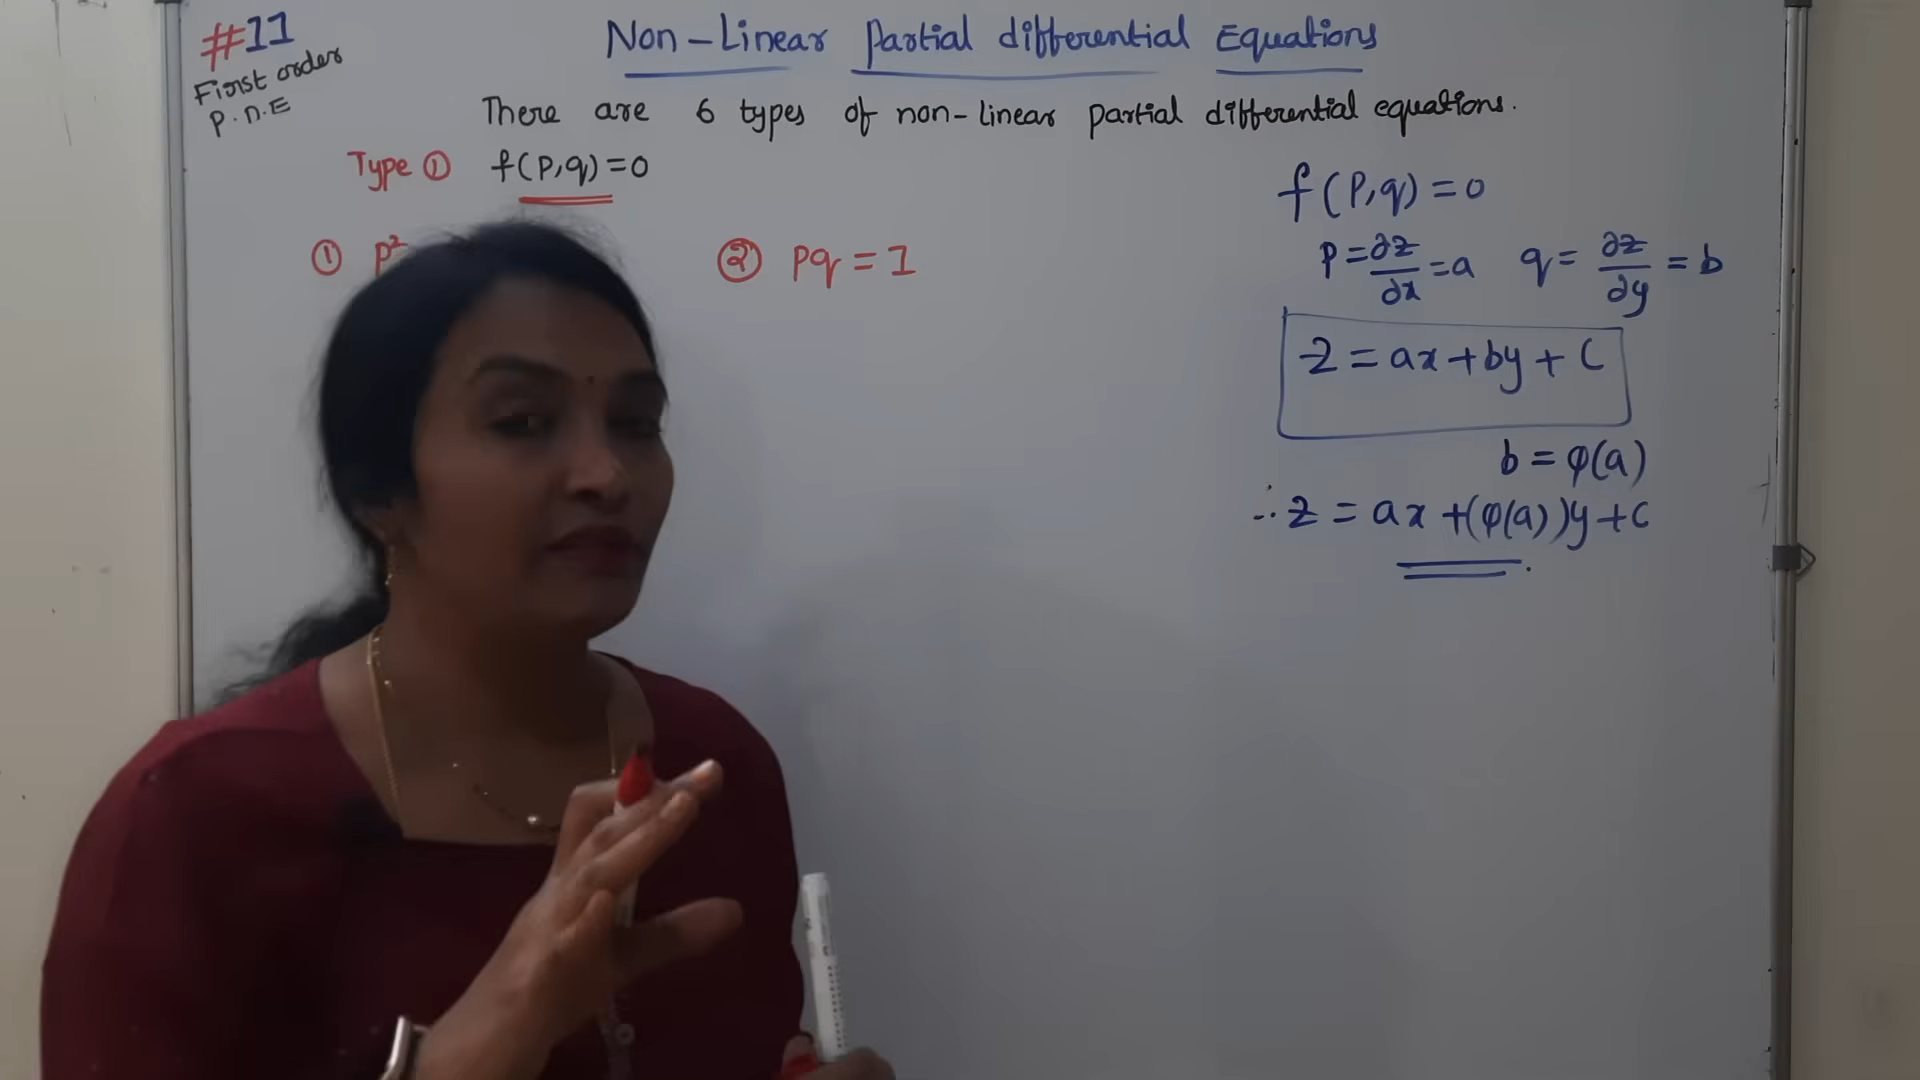 #11
First order
P.D.E
Non-Linear Partial differential Equations
There are 6 types of non-linear partial differential equations.
Type ① f(P,q)=0
① p²
② pq = 1
f(P,q) = 0
P = ∂z/∂x = a q = ∂z/∂y = b
z = ax + by + c
b = φ(a)
∴ z = ax + (φ(a))y + c